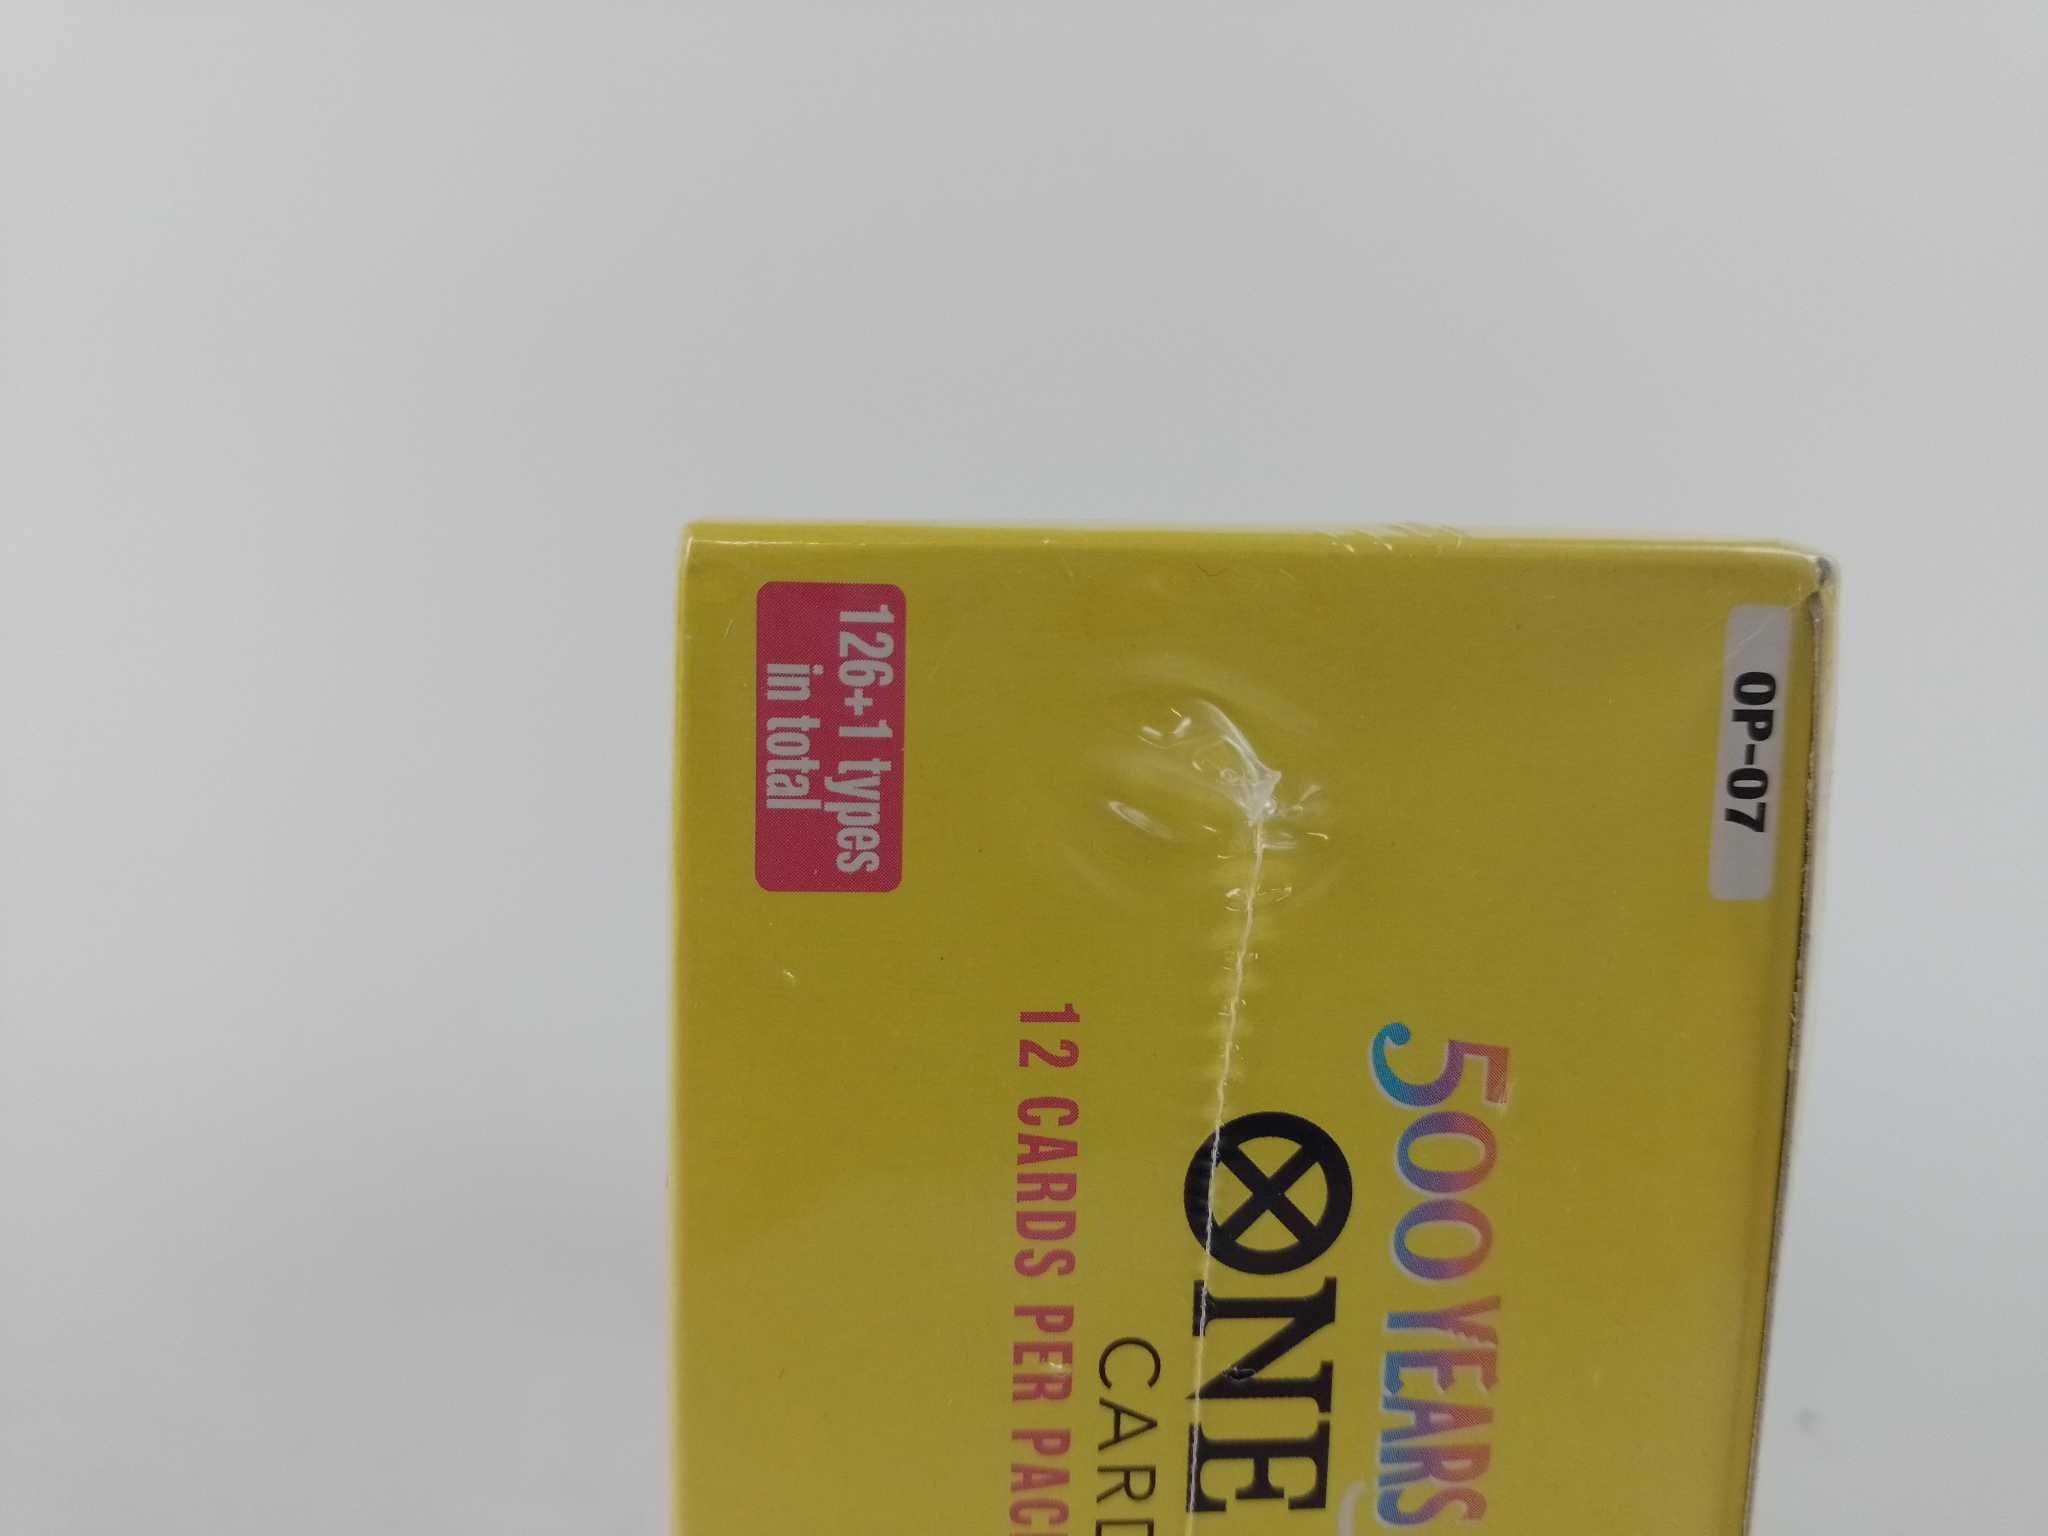 OP-07
500 YEARS
ONE
CARD
12 CARDS PER PACK
126+1 types
in total